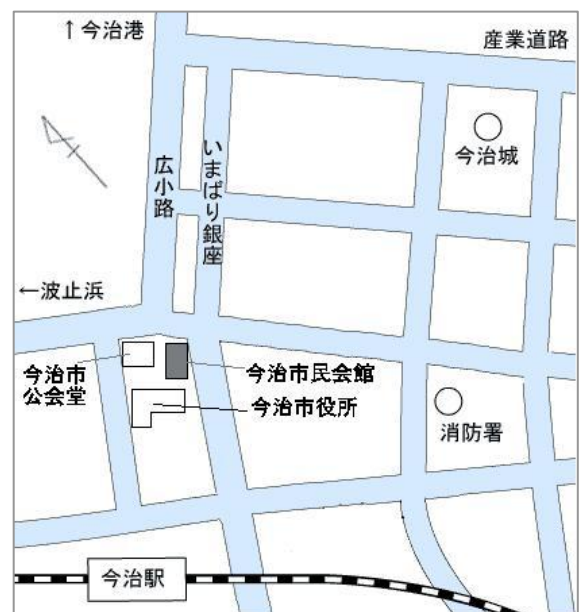 ↑今治港
産業道路
今治城
広小路
いまばり銀座
←波止浜
今治市
公会堂
今治市民会館
今治市役所
消防署
今治駅